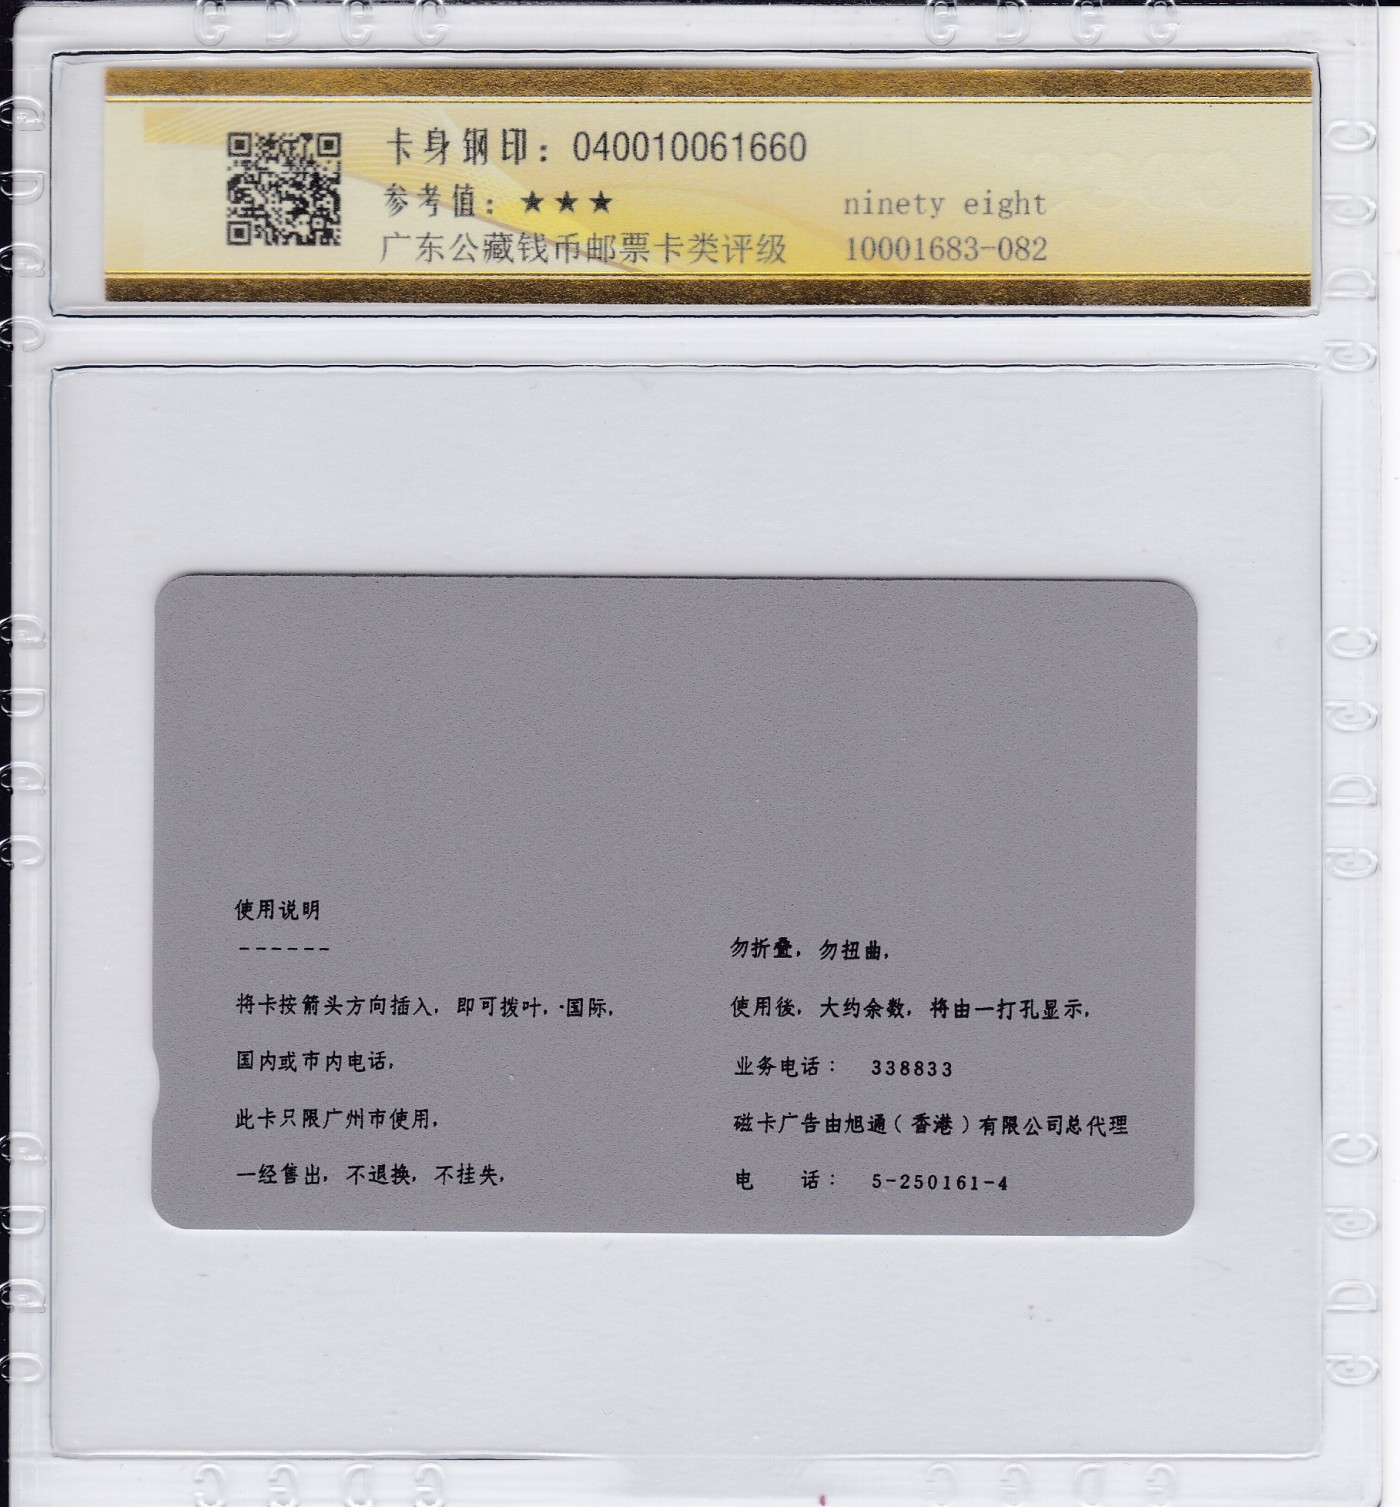 卡身钢印：040010061660
参考值：★★★
ninety eight
广东公藏钱币邮票卡类评级
10001683-082
使用说明
------
将卡按箭头方向插入，即可拨叶，·国际，
国内或市内电话，
此卡只限广州市使用，
一经售出，不退换，不挂失，
勿折叠，勿扭曲，
使用後，大约余数，将由一打孔显示，
业务电话： 338833
磁卡广告由旭通（香港）有限公司总代理
电 话： 5-250161-4